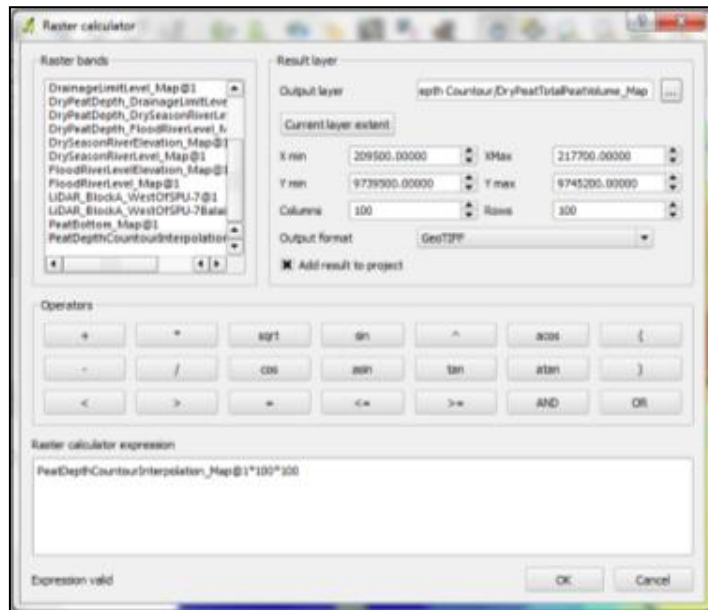 Raster calculator
Raster bands
DrainageLimitLevel_Map@1
DryPeatDepth_DrainageLimitLeve
DryPeatDepth_DrySeasonRiverLe
DryPeatDepth_FloodRiverLevel_M
DrySeasonRiverElevation_Map@1
DrySeasonRiverLevel_Map@1
FloodRiverElevation_Map@1
FloodRiverLevel_Map@1
LiDAR_BlockA_WestOfSPU-7@1
LiDAR_BlockA_WestOfSPU-7Balai
PeatBottom_Map@1
PeatDepthCountourInterpolation
Result layer
Output layer
epth Countour/DryPeatTotalPeatVolume_Map
...
Current layer extent
X min
209500.00000
XMax
217700.00000
Y min
9739500.00000
Y max
9745200.00000
Columns
100
Rows
100
Output format
GeoTIFF
Add result to project
Operators
+ * sqrt sin ^ acos (
- / cos asin tan atan )
< > = <= >= AND OR
Raster calculator expression
PeatDepthCountourInterpolation_Map@1*100*100
Expression valid
OK
Cancel